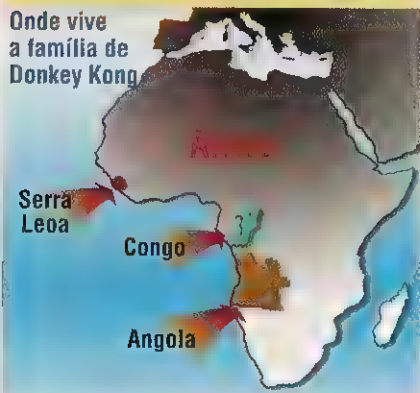 Onde vive
a família de
Donkey Kong
Serra
Leoa
Congo
Angola